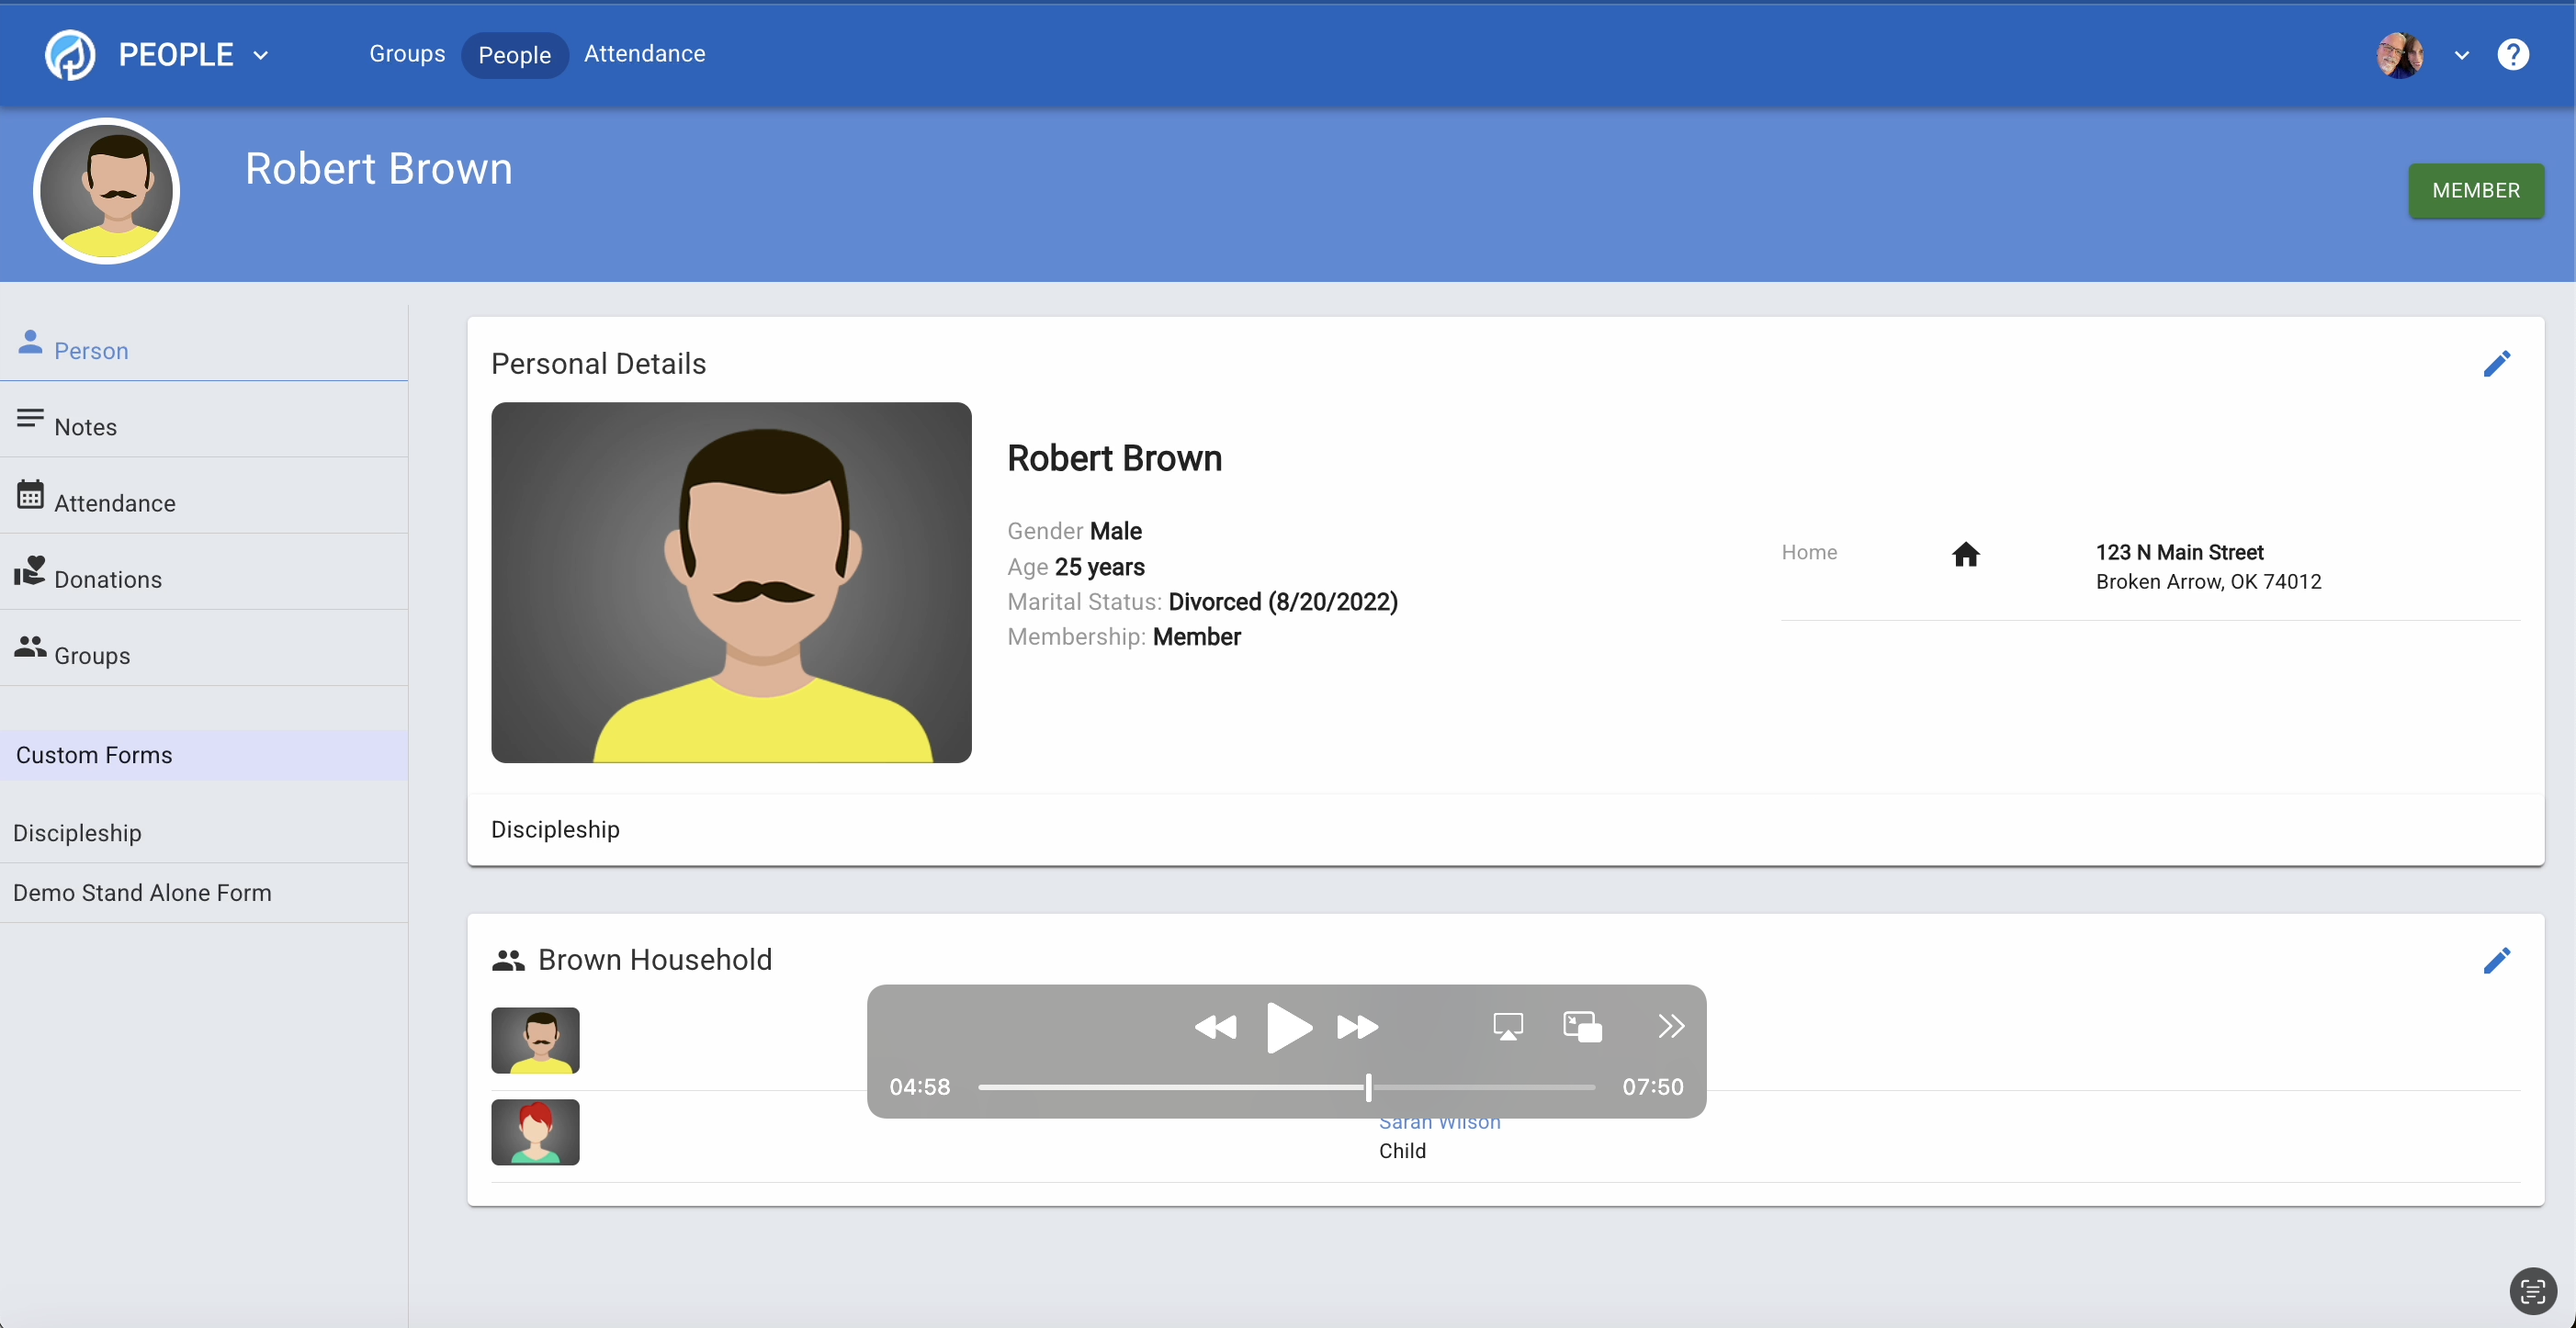 PEOPLE
Groups People Attendance
?
Robert Brown
MEMBER
Person
Notes
Attendance
Donations
Groups
Custom Forms
Discipleship
Demo Stand Alone Form
Personal Details
Robert Brown
Gender Male
Age 25 years
Marital Status: Divorced (8/20/2022)
Membership: Member
Home
123 N Main Street
Broken Arrow, OK 74012
Discipleship
Brown Household
04:58
07:50
Sarah Wilson
Child